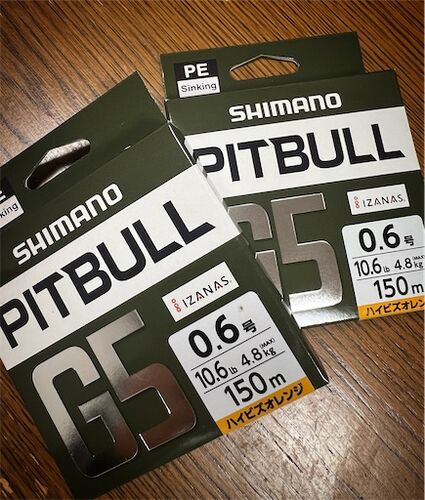 PE
Sinking
SHIMANO
PITBULL
G5
IZANAS®
0.6号
10.6lb 4.8kg (MAX)
150m
ハイビズオレンジ
PE
Sinking
SHIMANO
PITBULL
G5
IZANAS®
0.6号
10.6lb 4.8kg (MAX)
150m
ハイビズオレンジ